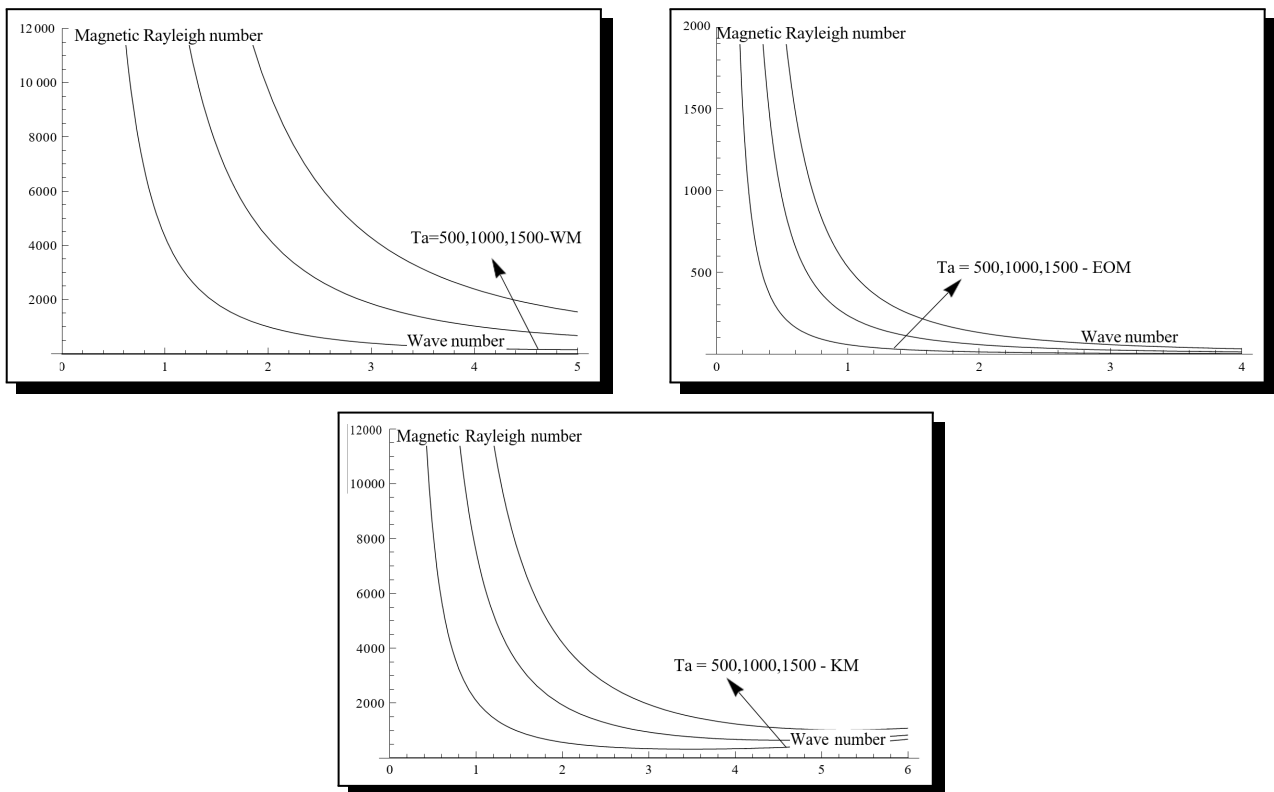 12 000
Magnetic Rayleigh number
10 000
8000
6000
4000
2000
Ta=500,1000,1500-WM
Wave number
0 1 2 3 4 5
2000
Magnetic Rayleigh number
1500
1000
500
Ta = 500,1000,1500 - EOM
Wave number
0 1 2 3 4
12000
Magnetic Rayleigh number
10000
8000
6000
4000
2000
Ta = 500,1000,1500 - KM
Wave number
0 1 2 3 4 5 6